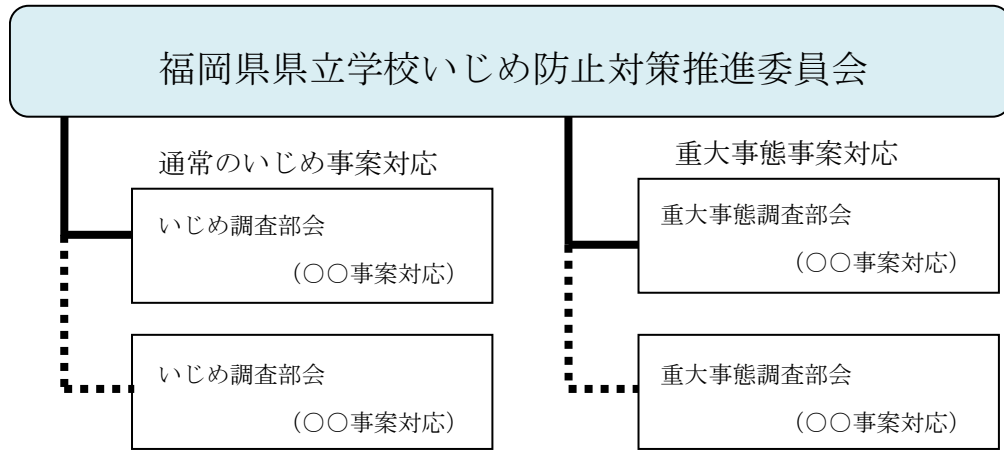 福岡県県立学校いじめ防止対策推進委員会
通常のいじめ事案対応
いじめ調査部会
（○○事案対応）
いじめ調査部会
（○○事案対応）
重大事態事案対応
重大事態調査部会
（○○事案対応）
重大事態調査部会
（○○事案対応）